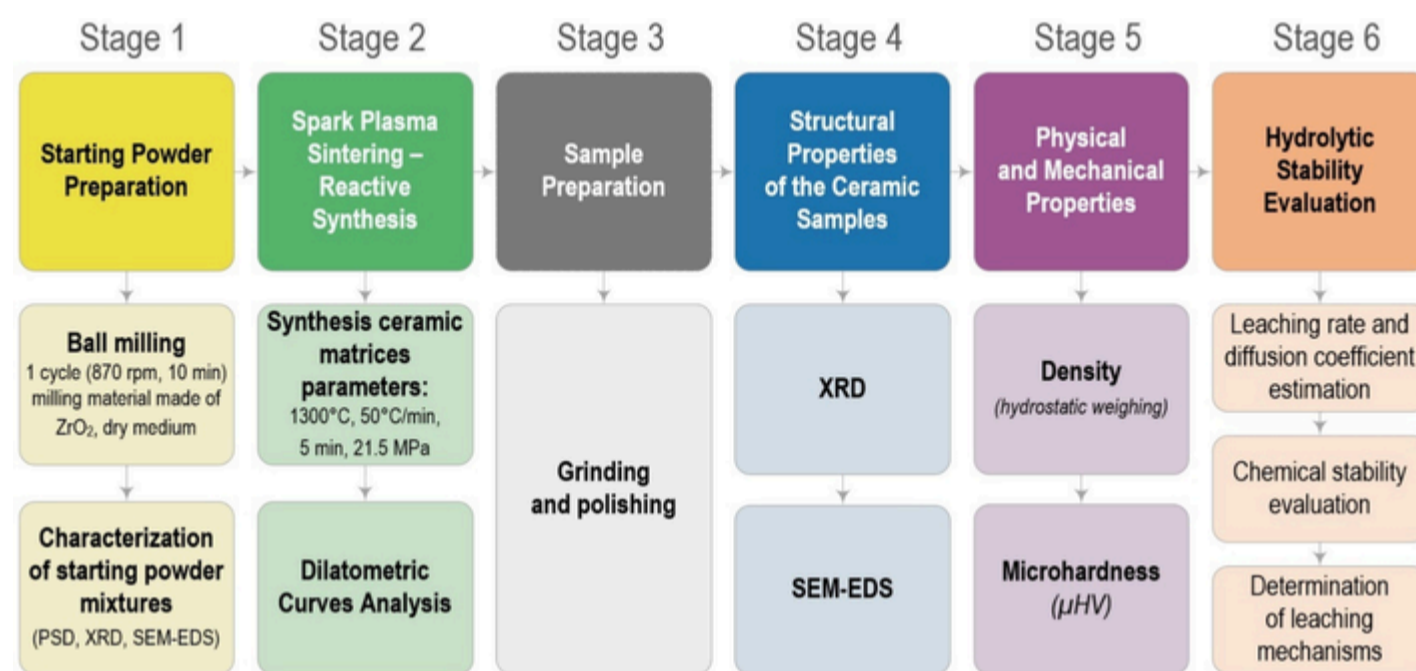 Stage 1
Stage 2
Stage 3
Stage 4
Stage 5
Stage 6
Starting Powder
Preparation
Spark Plasma
Sintering –
Reactive
Synthesis
Sample
Preparation
Structural
Properties
of the Ceramic
Samples
Physical
and Mechanical
Properties
Hydrolytic
Stability
Evaluation
Ball milling
1 cycle (870 rpm, 10 min)
milling material made of
ZrO₂, dry medium
Characterization
of starting powder
mixtures
(PSD, XRD, SEM-EDS)
Synthesis ceramic
matrices
parameters:
1300°C, 50°C/min,
5 min, 21.5 MPa
Dilatometric
Curves Analysis
Grinding
and polishing
XRD
SEM-EDS
Density
(hydrostatic weighing)
Microhardness
(μHV)
Leaching rate and
diffusion coefficient
estimation
Chemical stability
evaluation
Determination
of leaching
mechanisms